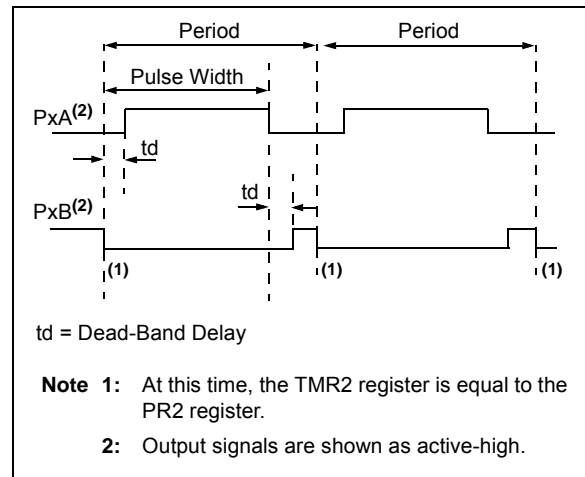 Period
Period
Pulse Width
PxA(2)
td
td
PxB(2)
(1)
(1)
(1)
td = Dead-Band Delay
Note 1: At this time, the TMR2 register is equal to the
PR2 register.
2: Output signals are shown as active-high.